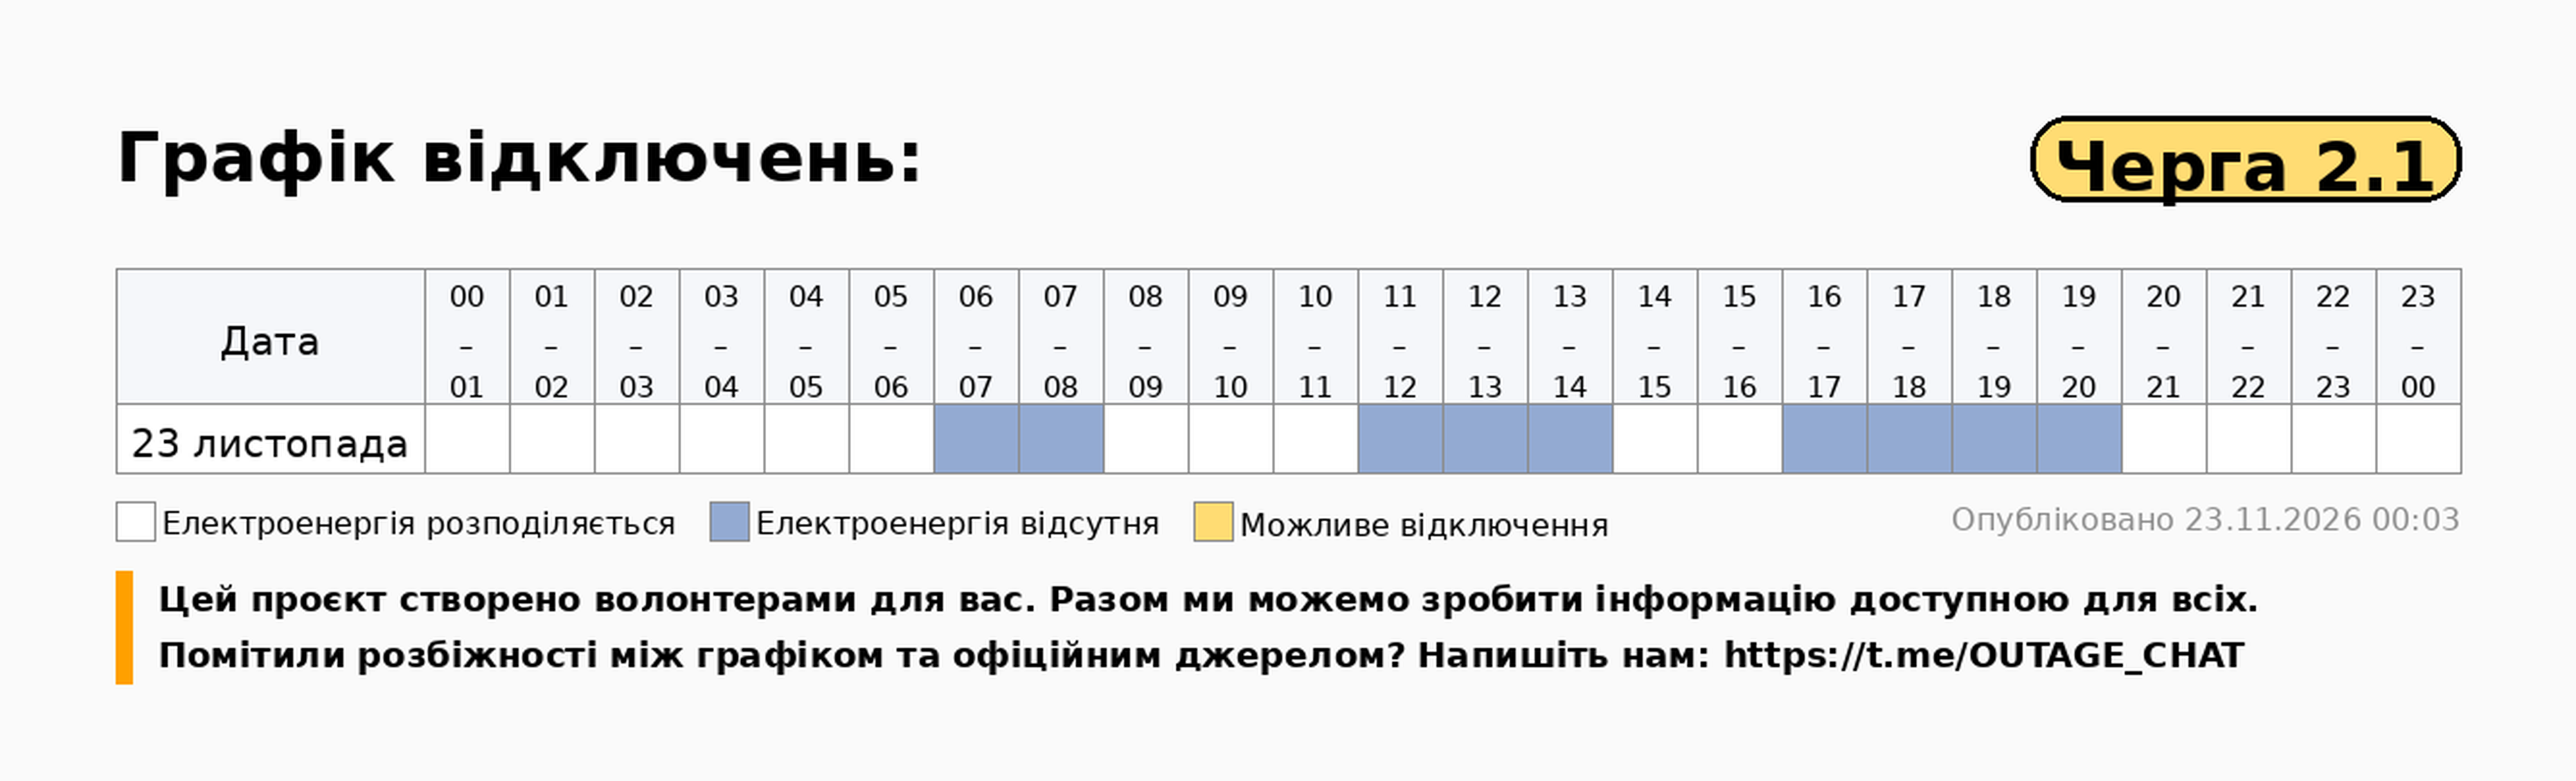 Графік відключень:
Черга 2.1
Дата
00 – 01
01 – 02
02 – 03
03 – 04
04 – 05
05 – 06
06 – 07
07 – 08
08 – 09
09 – 10
10 – 11
11 – 12
12 – 13
13 – 14
14 – 15
15 – 16
16 – 17
17 – 18
18 – 19
19 – 20
20 – 21
21 – 22
22 – 23
23 – 00
23 листопада
Електроенергія розподіляється
Електроенергія відсутня
Можливе відключення
Опубліковано 23.11.2026 00:03
Цей проєкт створено волонтерами для вас. Разом ми можемо зробити інформацію доступною для всіх.
Помітили розбіжності між графіком та офіційним джерелом? Напишіть нам: https://t.me/OUTAGE_CHAT